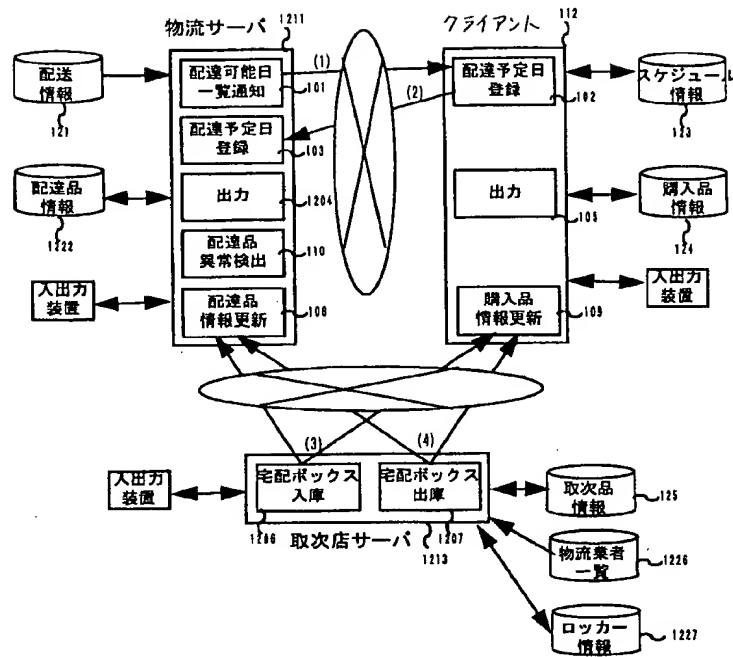 物流サーバ
1211
クライアント
112
配送
情報
121
配達可能日
一覧通知
101
(1)
配達予定日
登録
102
スケジュール
情報
123
(2)
配達予定日
登録
103
配達品
情報
1222
出力
1204
出力
105
購入品
情報
124
配達品
異常検出
110
入出力
装置
配達品
情報更新
108
購入品
情報更新
109
入出力
装置
(3)
(4)
入出力
装置
宅配ボックス
入庫
1206
宅配ボックス
出庫
1207
取次店サーバ
1213
取次品
情報
125
物流業者
一覧
1226
ロッカー
情報
1227